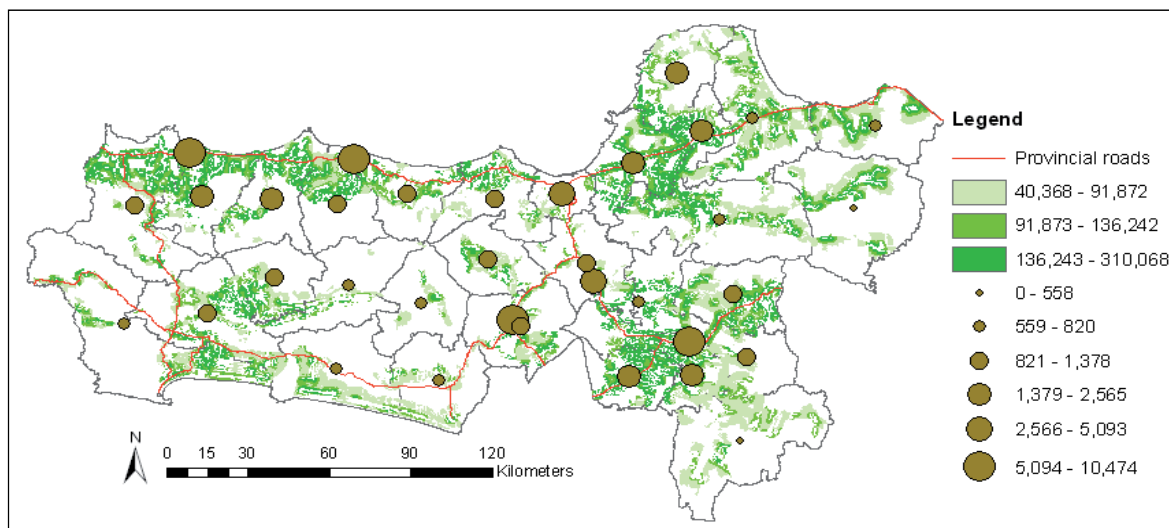 Legend
Provincial roads
40,368 - 91,872
91,873 - 136,242
136,243 - 310,068
0 - 558
559 - 820
821 - 1,378
1,379 - 2,565
2,566 - 5,093
5,094 - 10,474
N
0 15 30 60 90 120
Kilometers